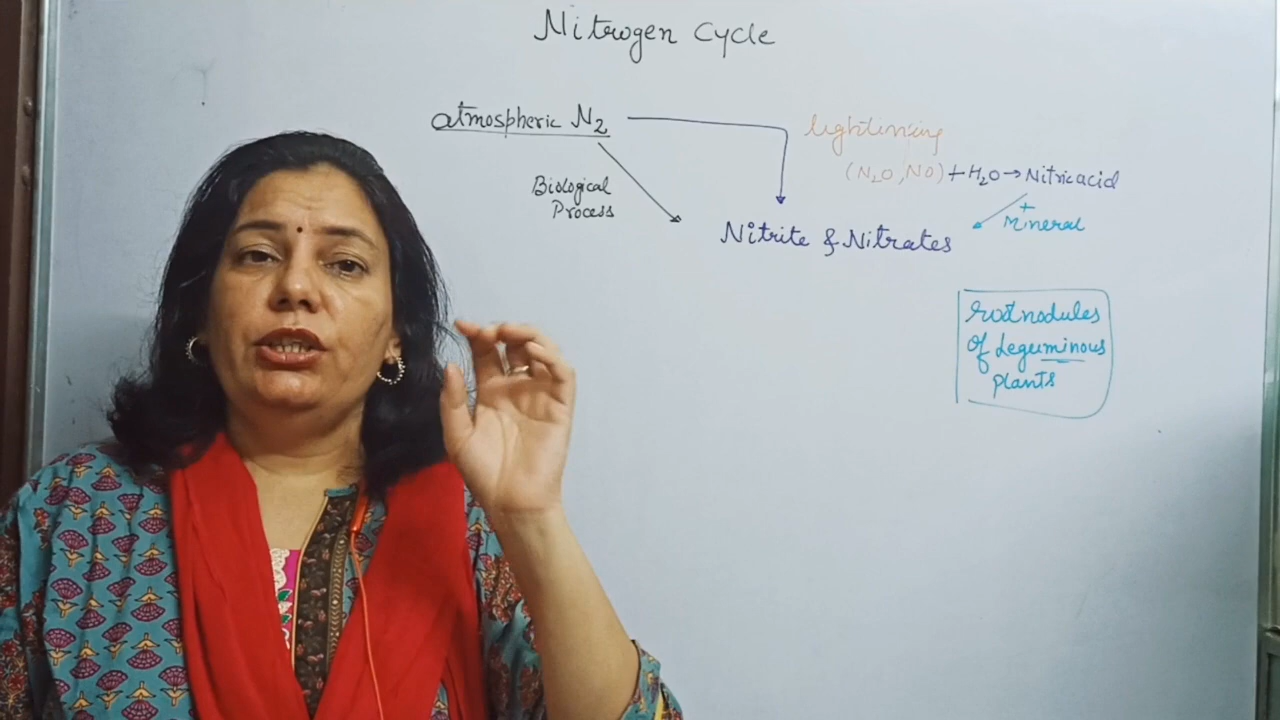 Nitrogen Cycle
atmospheric N2
lightening
(N2O, NO) + H2O → Nitric acid
+
Mineral
Biological
Process
Nitrite & Nitrates
root nodules
of Leguminous
plants